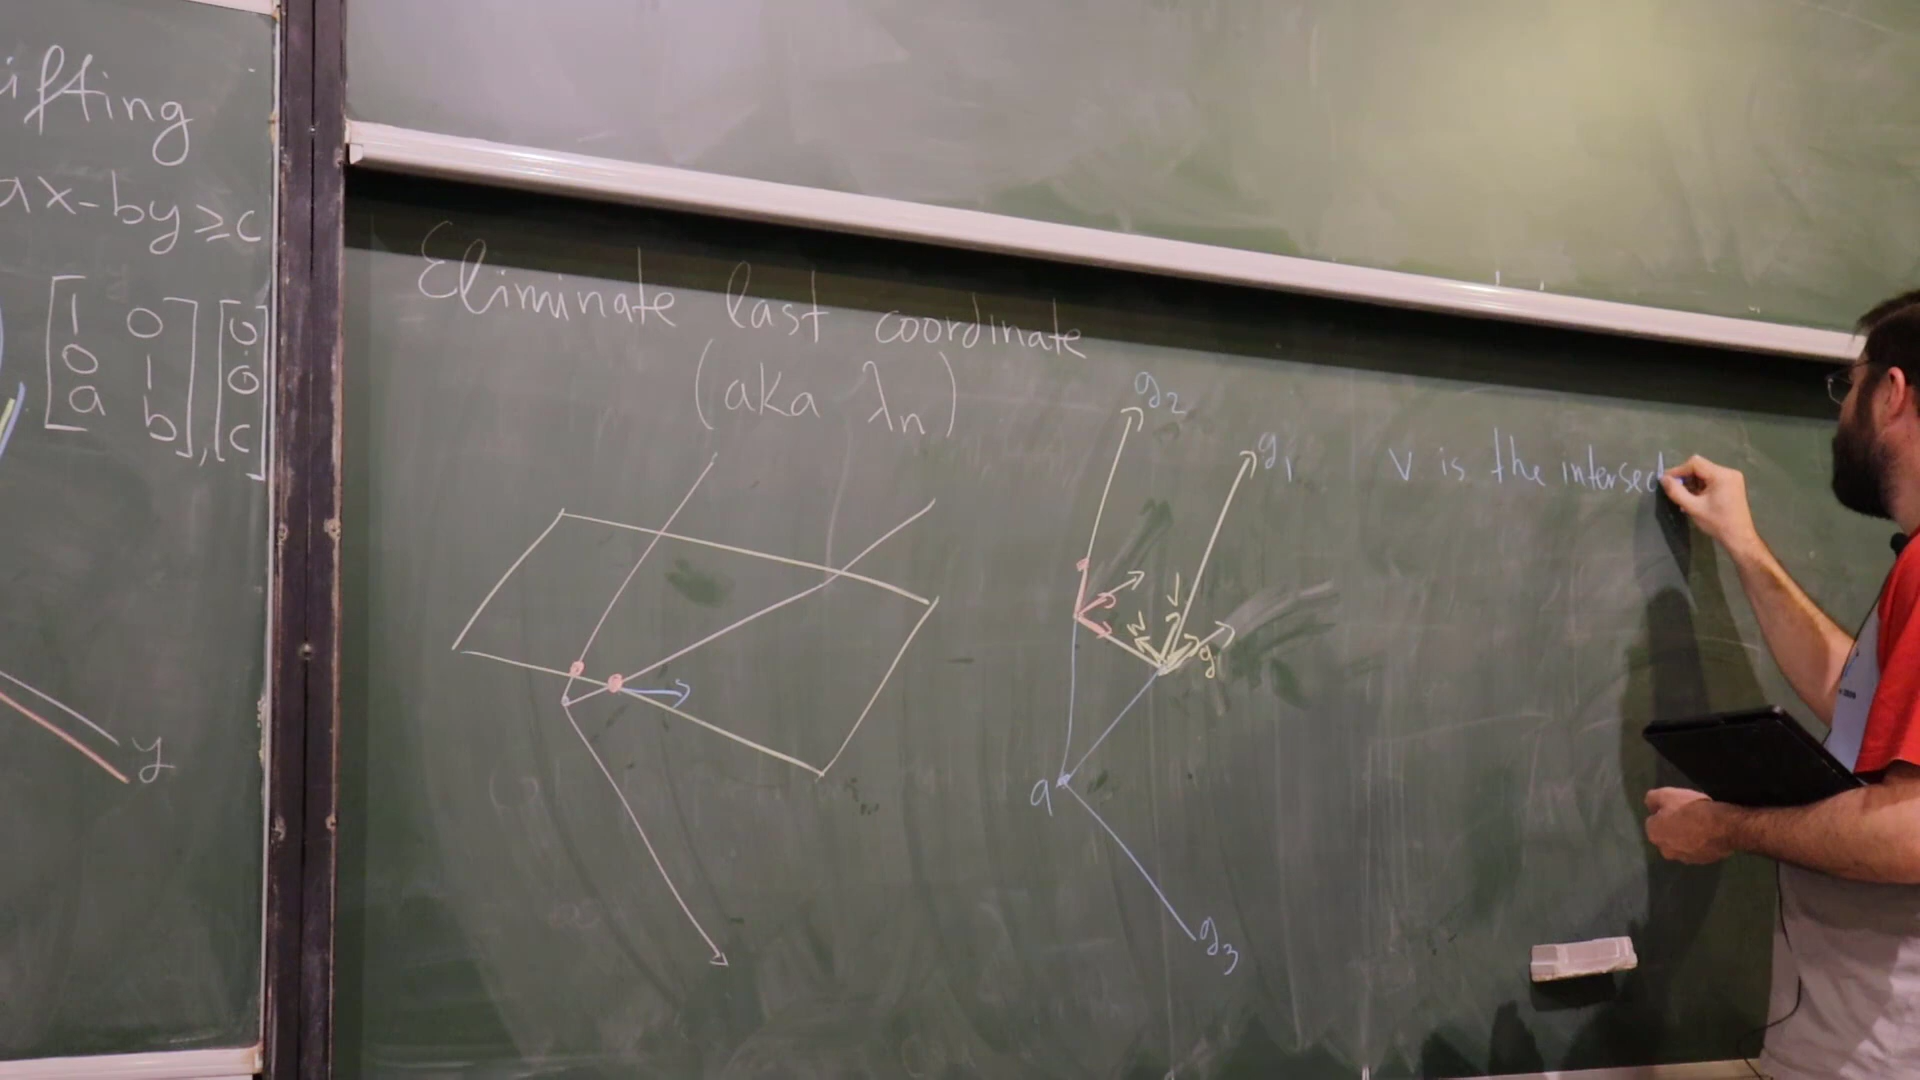 ifting
ax-by≥c
[1 0
0 1
a b], [0
0
c]
y
Eliminate last coordinate
(aka λn)
g2
g1
v is the intersect
v
v
g1
q
g3